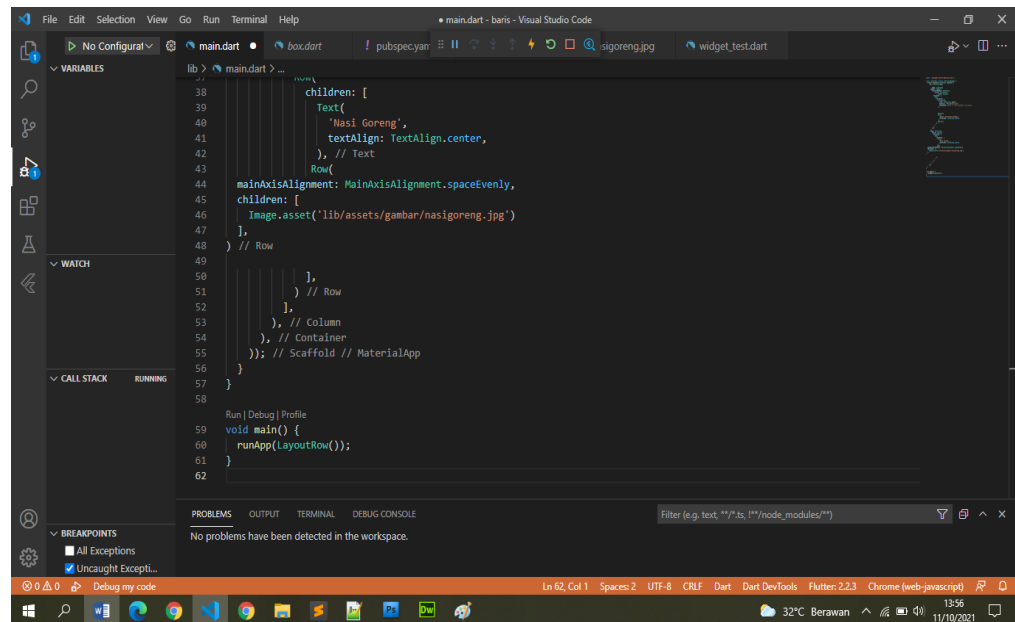 File Edit Selection View Go Run Terminal Help
● main.dart - baris - Visual Studio Code
No Configurat
main.dart ●
box.dart
! pubspec.yam
sigoreng.jpg
widget_test.dart
VARIABLES
lib > main.dart > ...
37 Row(
38 children: [
39 Text(
40 'Nasi Goreng',
41 textAlign: TextAlign.center,
42 ), // Text
43 Row(
44 mainAxisAlignment: MainAxisAlignment.spaceEvenly,
45 children: [
46 Image.asset('lib/assets/gambar/nasigoreng.jpg')
47 ],
48 ) // Row
49
50 ],
51 ) // Row
52 ],
53 ), // Column
54 ), // Container
55 )); // Scaffold // MaterialApp
56 }
57 }
58
Run | Debug | Profile
59 void main() {
60 runApp(LayoutRow());
61 }
62
WATCH
CALL STACK RUNNING
BREAKPOINTS
All Exceptions
Uncaught Excepti...
1
1
PROBLEMS OUTPUT TERMINAL DEBUG CONSOLE
Filter (e.g. text, **/*.ts, !**/node_modules/**)
No problems have been detected in the workspace.
0 0 Debug my code
Ln 62, Col 1 Spaces: 2 UTF-8 CRLF Dart Dart DevTools Flutter: 2.2.3 Chrome (web-javascript)
W Ps Dw
32°C Berawan
13:56
11/10/2021